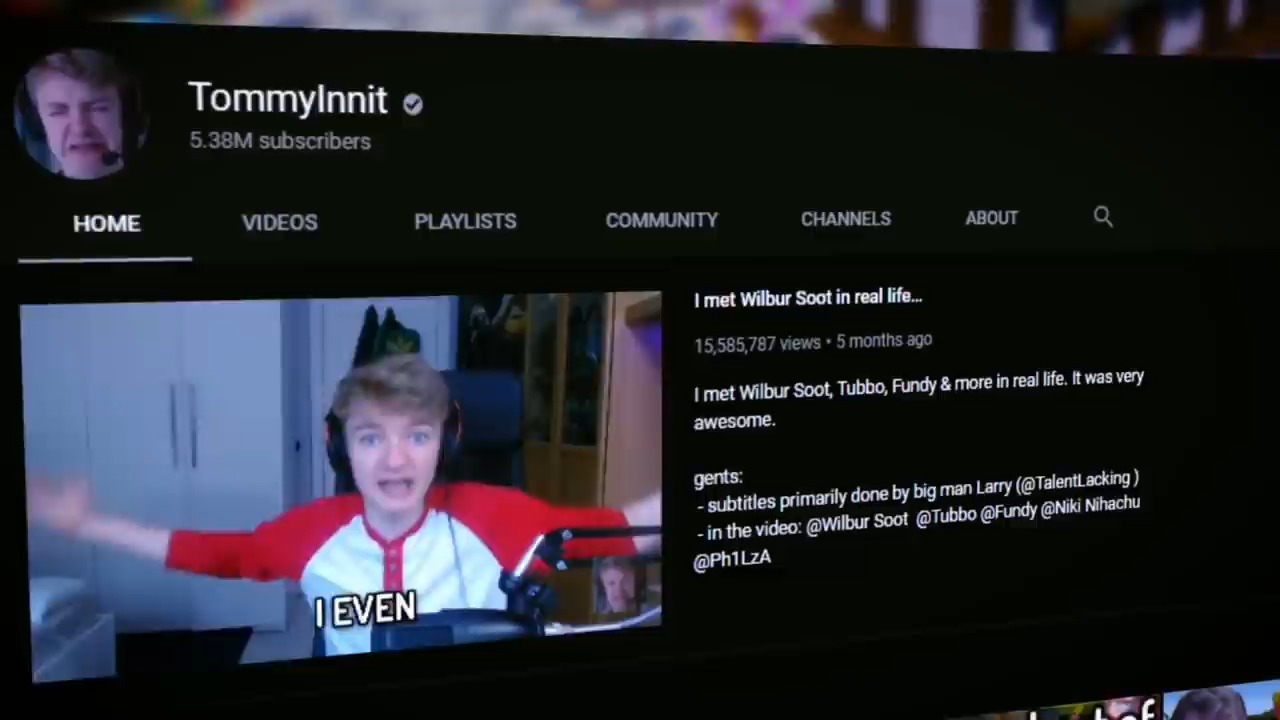 TommyInnit
5.38M subscribers
HOME VIDEOS PLAYLISTS COMMUNITY CHANNELS ABOUT
I met Wilbur Soot in real life...
15,585,787 views • 5 months ago
I met Wilbur Soot, Tubbo, Fundy & more in real life. It was very
awesome.
gents:
- subtitles primarily done by big man Larry (@TalentLacking )
- in the video: @Wilbur Soot @Tubbo @Fundy @Niki Nihachu
@Ph1LzA
I EVEN